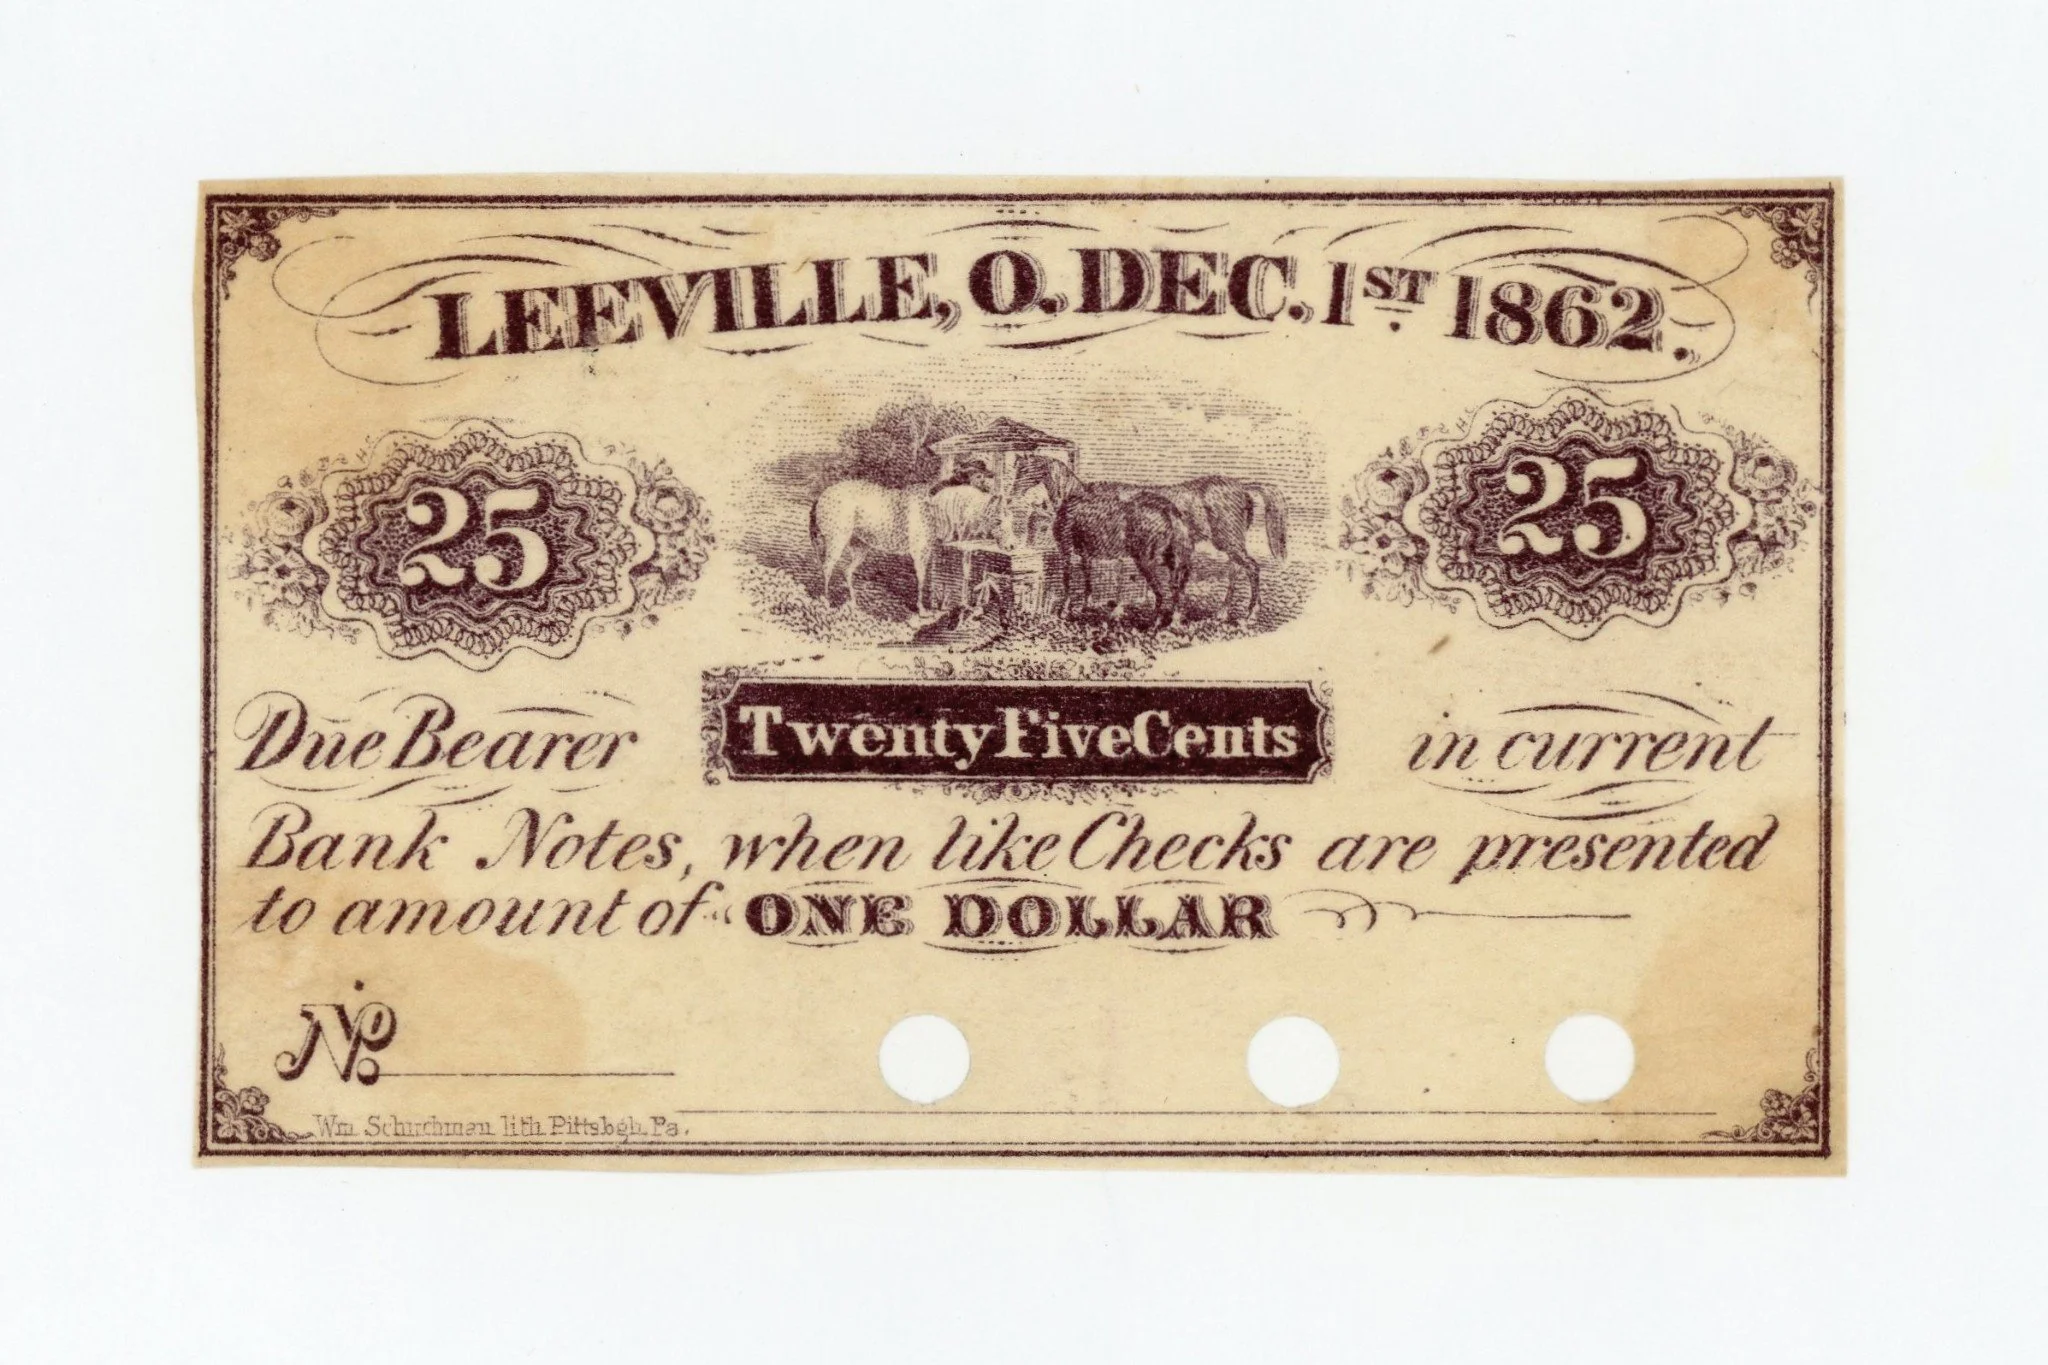 LEEVILLE, O. DEC. 1ST 1862.
25
25
Due Bearer Twenty Five Cents in current
Bank Notes, when like Checks are presented
to amount of ONE DOLLAR
No.
Wm. Schuchman lith. Pittsbgh. Pa.